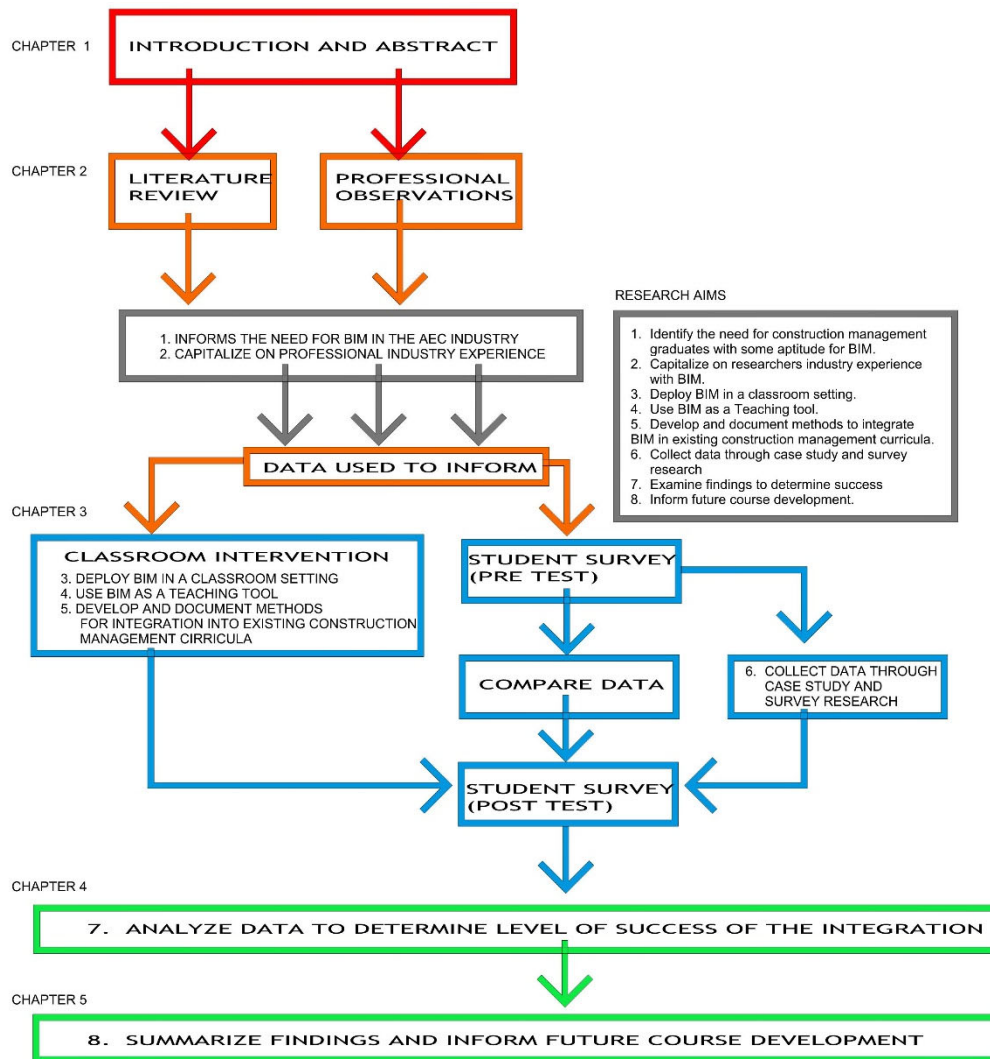 CHAPTER 1
INTRODUCTION AND ABSTRACT
CHAPTER 2
LITERATURE
REVIEW
PROFESSIONAL
OBSERVATIONS
1. INFORMS THE NEED FOR BIM IN THE AEC INDUSTRY
2. CAPITALIZE ON PROFESSIONAL INDUSTRY EXPERIENCE
RESEARCH AIMS
1. Identify the need for construction management
graduates with some aptitude for BIM.
2. Capitalize on researchers industry experience
with BIM.
3. Deploy BIM in a classroom setting.
4. Use BIM as a Teaching tool.
5. Develop and document methods to integrate
BIM in existing construction management curricula.
6. Collect data through case study and survey
research
7. Examine findings to determine success
8. Inform future course development.
DATA USED TO INFORM
CHAPTER 3
CLASSROOM INTERVENTION
3. DEPLOY BIM IN A CLASSROOM SETTING
4. USE BIM AS A TEACHING TOOL
5. DEVELOP AND DOCUMENT METHODS
FOR INTEGRATION INTO EXISTING CONSTRUCTION
MANAGEMENT CIRRICULA
STUDENT SURVEY
(PRE TEST)
COMPARE DATA
6. COLLECT DATA THROUGH
CASE STUDY AND
SURVEY RESEARCH
STUDENT SURVEY
(POST TEST)
CHAPTER 4
7. ANALYZE DATA TO DETERMINE LEVEL OF SUCCESS OF THE INTEGRATION
CHAPTER 5
8. SUMMARIZE FINDINGS AND INFORM FUTURE COURSE DEVELOPMENT